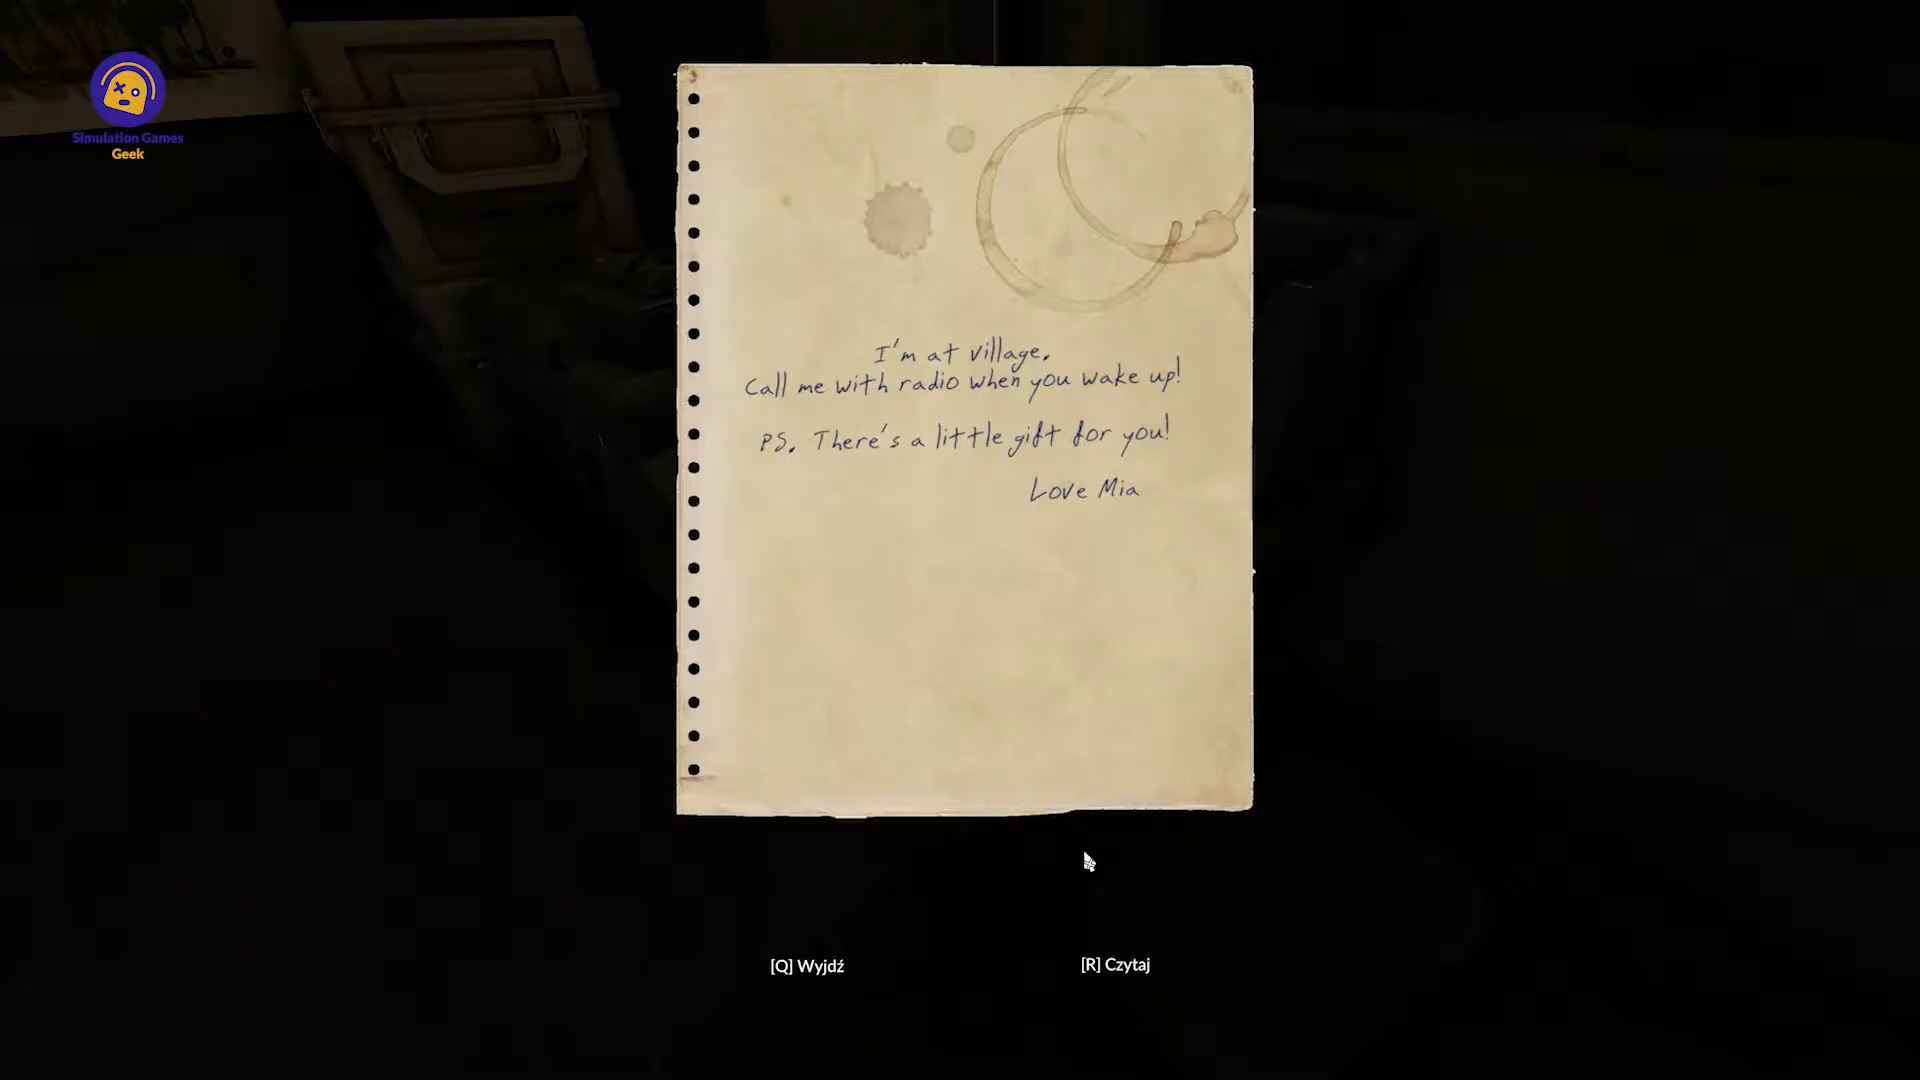 Simulation Games
Geek
I'm at village.
Call me with radio when you wake up!
PS. There's a little gift for you!
Love Mia
[Q] Wyjdź
[R] Czytaj